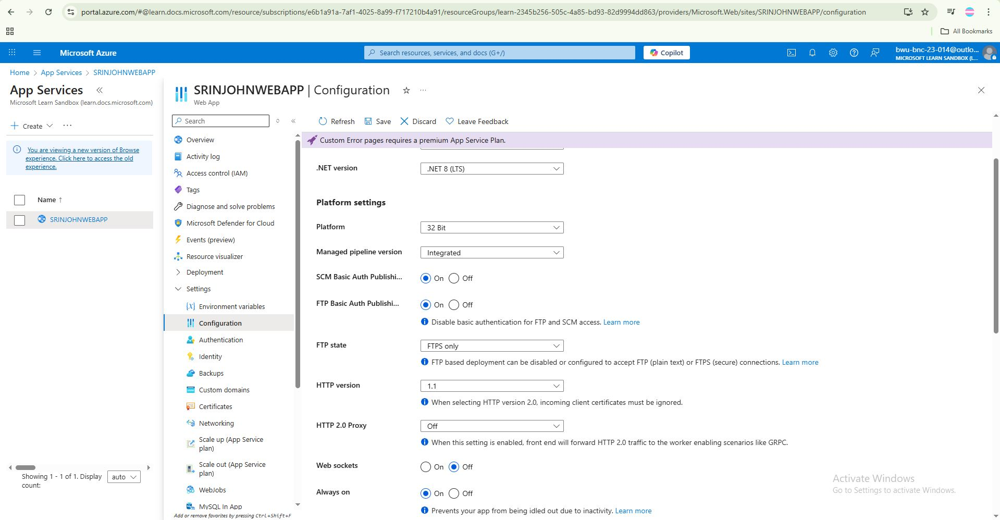 portal.azure.com/#@learn.docs.microsoft.com/resource/subscriptions/e6b1a91a-7af1-4025-8a99-f717210b4a91/resourceGroups/learn-2345b256-505c-4a85-bd93-82d9994dd863/providers/Microsoft.Web/sites/SRINJOHNWEBAPP/configuration
All Bookmarks
Microsoft Azure
Search resources, services, and docs (G+/)
Copilot
bwu-bnc-23-014@outlo...
MICROSOFT LEARN SANDBOX (L...
Home > App Services > SRINJOHNWEBAPP
App Services
Microsoft Learn Sandbox (learn.docs.microsoft.com)
Create
You are viewing a new version of Browse
experience. Click here to access the old
experience.
Name ↑
SRINJOHNWEBAPP
Showing 1 - 1 of 1. Display
count:
auto
SRINJOHNWEBAPP | Configuration
Web App
Search
Overview
Activity log
Access control (IAM)
Tags
Diagnose and solve problems
Microsoft Defender for Cloud
Events (preview)
Resource visualizer
Deployment
Settings
Environment variables
Configuration
Authentication
Identity
Backups
Custom domains
Certificates
Networking
Scale up (App Service
plan)
Scale out (App Service
plan)
WebJobs
MySQL In App
Add or remove favorites by pressing Ctrl+Shift+F
Refresh Save Discard Leave Feedback
Custom Error pages requires a premium App Service Plan.
.NET version .NET 8 (LTS)
Platform settings
Platform 32 Bit
Managed pipeline version Integrated
SCM Basic Auth Publishi... On Off
FTP Basic Auth Publishi... On Off
Disable basic authentication for FTP and SCM access. Learn more
FTP state FTPS only
FTP based deployment can be disabled or configured to accept FTP (plain text) or FTPS (secure) connections. Learn more
HTTP version 1.1
When selecting HTTP version 2.0, incoming client certificates must be ignored.
HTTP 2.0 Proxy Off
When this setting is enabled, front end will forward HTTP 2.0 traffic to the worker enabling scenarios like GRPC.
Web sockets On Off
Always on On Off
Prevents your app from being idled out due to inactivity. Learn more
Activate Windows
Go to Settings to activate Windows.